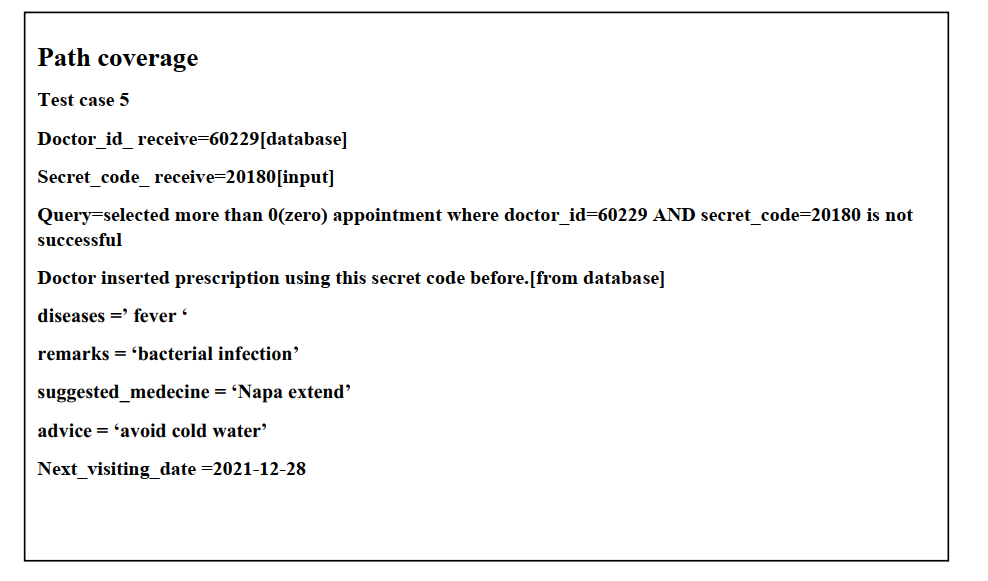 Path coverage
Test case 5
Doctor_id_ receive=60229[database]
Secret_code_ receive=20180[input]
Query=selected more than 0(zero) appointment where doctor_id=60229 AND secret_code=20180 is not
successful
Doctor inserted prescription using this secret code before.[from database]
diseases =’ fever ‘
remarks = ‘bacterial infection’
suggested_medecine = ‘Napa extend’
advice = ‘avoid cold water’
Next_visiting_date =2021-12-28